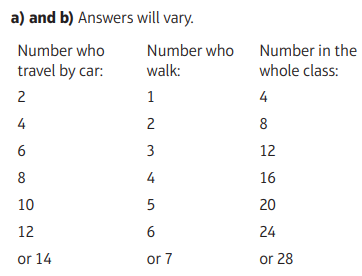 a) and b) Answers will vary.
Number who travel by car: Number who walk: Number in the whole class:
2 1 4
4 2 8
6 3 12
8 4 16
10 5 20
12 6 24
or 14 or 7 or 28